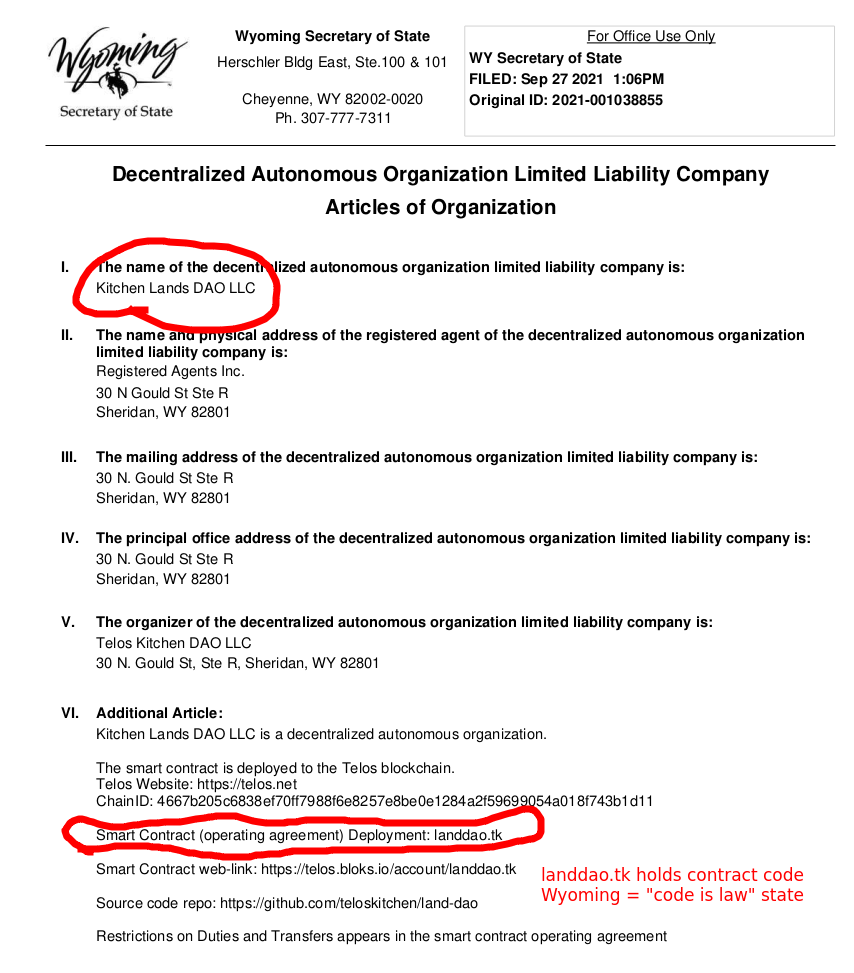 Wyoming
Secretary of State
Wyoming Secretary of State
Herschler Bldg East, Ste.100 & 101
Cheyenne, WY 82002-0020
Ph. 307-777-7311
For Office Use Only
WY Secretary of State
FILED: Sep 27 2021 1:06PM
Original ID: 2021-001038855
Decentralized Autonomous Organization Limited Liability Company
Articles of Organization
I. The name of the decentralized autonomous organization limited liability company is:
Kitchen Lands DAO LLC
II. The name and physical address of the registered agent of the decentralized autonomous organization
limited liability company is:
Registered Agents Inc.
30 N Gould St Ste R
Sheridan, WY 82801
III. The mailing address of the decentralized autonomous organization limited liability company is:
30 N. Gould St Ste R
Sheridan, WY 82801
IV. The principal office address of the decentralized autonomous organization limited liability company is:
30 N. Gould St Ste R
Sheridan, WY 82801
V. The organizer of the decentralized autonomous organization limited liability company is:
Telos Kitchen DAO LLC
30 N. Gould St, Ste R, Sheridan, WY 82801
VI. Additional Article:
Kitchen Lands DAO LLC is a decentralized autonomous organization.
The smart contract is deployed to the Telos blockchain.
Telos Website: https://telos.net
ChainID: 4667b205c6838ef70ff7988f6e8257e8be0e1284a2f59699054a018f743b1d11
Smart Contract (operating agreement) Deployment: landdao.tk
Smart Contract web-link: https://telos.bloks.io/account/landdao.tk
landdao.tk holds contract code
Wyoming = "code is law" state
Source code repo: https://github.com/teloskitchen/land-dao
Restrictions on Duties and Transfers appears in the smart contract operating agreement